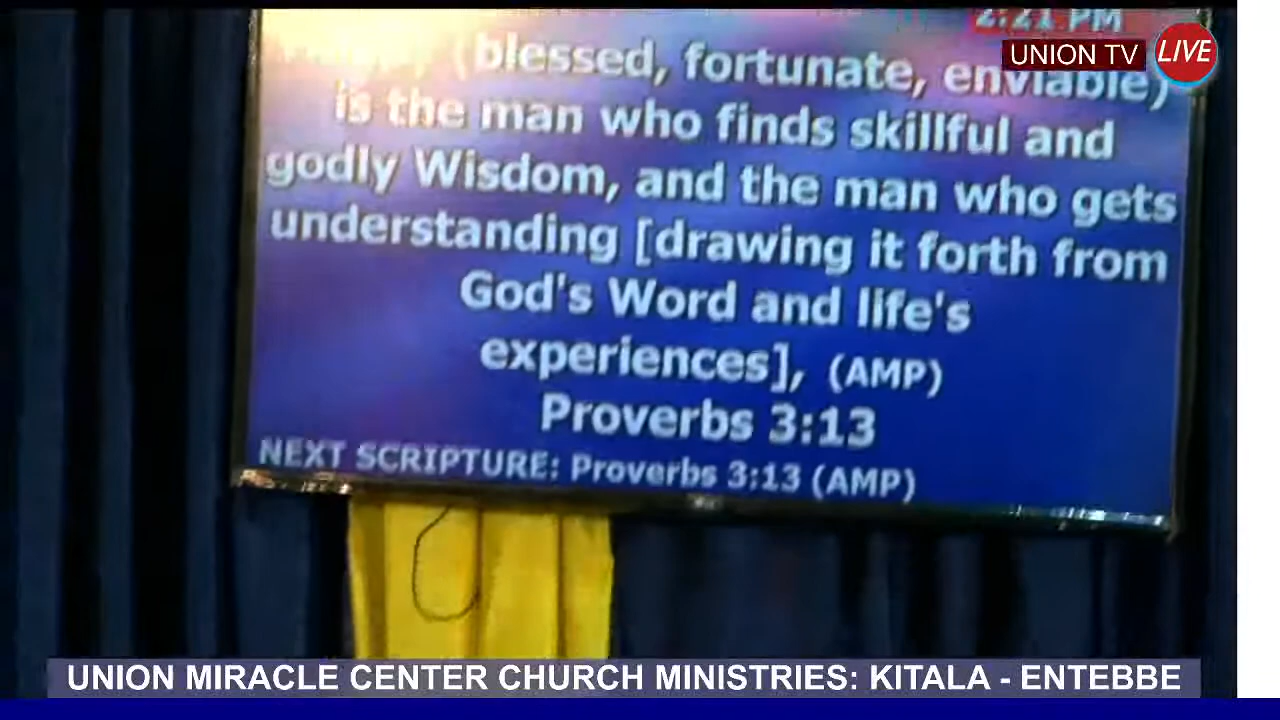 2:21 PM
UNION TV LIVE
(blessed, fortunate, enviable)
is the man who finds skillful and
godly Wisdom, and the man who gets
understanding [drawing it forth from
God's Word and life's
experiences], (AMP)
Proverbs 3:13
NEXT SCRIPTURE: Proverbs 3:13 (AMP)
UNION MIRACLE CENTER CHURCH MINISTRIES: KITALA - ENTEBBE